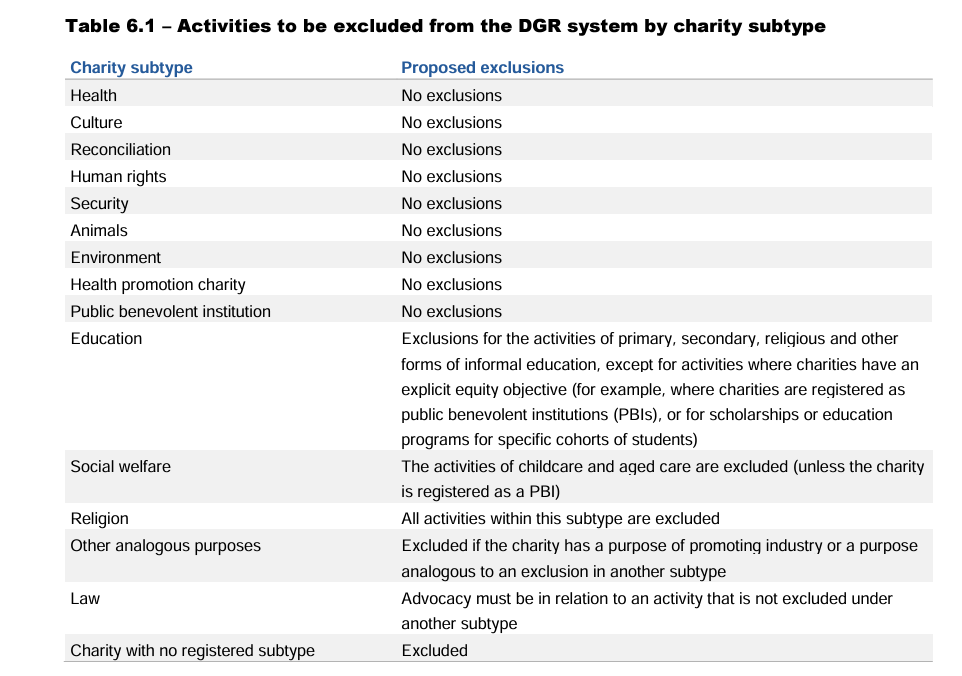 Table 6.1 – Activities to be excluded from the DGR system by charity subtype
Charity subtype Proposed exclusions
Health No exclusions
Culture No exclusions
Reconciliation No exclusions
Human rights No exclusions
Security No exclusions
Animals No exclusions
Environment No exclusions
Health promotion charity No exclusions
Public benevolent institution No exclusions
Education Exclusions for the activities of primary, secondary, religious and other
forms of informal education, except for activities where charities have an
explicit equity objective (for example, where charities are registered as
public benevolent institutions (PBIs), or for scholarships or education
programs for specific cohorts of students)
Social welfare The activities of childcare and aged care are excluded (unless the charity
is registered as a PBI)
Religion All activities within this subtype are excluded
Other analogous purposes Excluded if the charity has a purpose of promoting industry or a purpose
analogous to an exclusion in another subtype
Law Advocacy must be in relation to an activity that is not excluded under
another subtype
Charity with no registered subtype Excluded